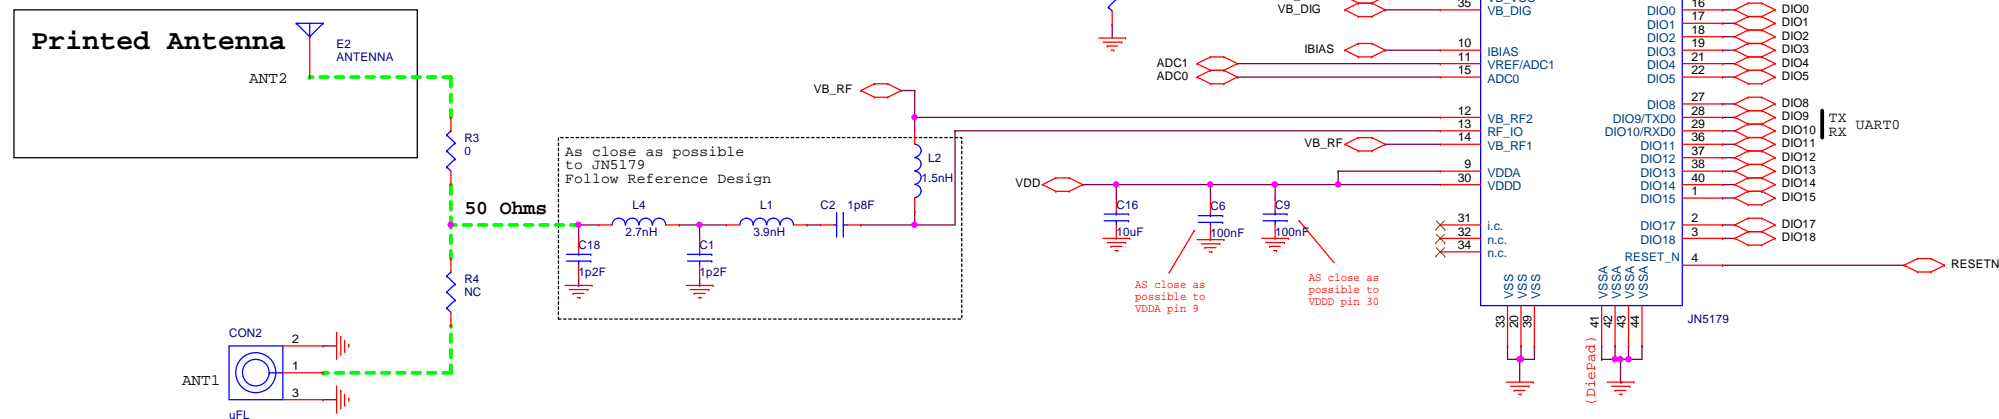 Printed Antenna
E2
ANTENNA
ANT2
R3
0
50 Ohms
R4
NC
CON2
2
1
3
ANT1
uFL
As close as possible
to JN5179
Follow Reference Design
L4
2.7nH
L1
3.9nH
C2
1p8F
L2
1.5nH
C18
1p2F
C1
1p2F
VB_RF
VB_DIG
IBIAS
ADC1
ADC0
VB_RF
VDD
C16
10uF
C6
100nF
C9
100nF
AS close as
possible to
VDDA pin 9
AS close as
possible to
VDDD pin 30
35
VB_DIG
10
IBIAS
11
VREF/ADC1
15
ADC0
12
VB_RF2
13
RF_IO
14
VB_RF1
9
VDDA
30
VDDD
31
i.c.
32
n.c.
34
n.c.
VSS
VSS
VSS
33
20
39
VSSA
VSSA
VSSA
VSSA
41
42
43
44
(DiePad)
DIO0 16 DIO0
DIO1 17 DIO1
DIO2 18 DIO2
DIO3 19 DIO3
DIO4 21 DIO4
DIO5 22 DIO5
DIO8 27 DIO8
DIO9/TXD0 28 DIO9
DIO10/RXD0 29 DIO10
DIO11 36 DIO11
DIO12 37 DIO12
DIO13 38 DIO13
DIO14 40 DIO14
DIO15 1 DIO15
DIO17 2 DIO17
DIO18 3 DIO18
RESET_N 4 RESETN
TX
RX
UART0
JN5179